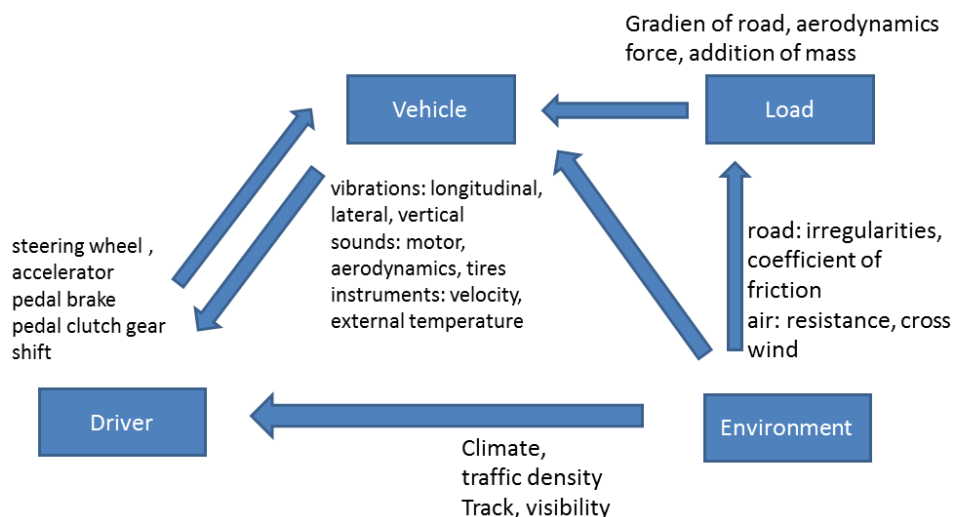 Gradien of road, aerodynamics
force, addition of mass
Vehicle
Load
vibrations: longitudinal,
lateral, vertical
sounds: motor,
aerodynamics, tires
instruments: velocity,
external temperature
steering wheel ,
accelerator
pedal brake
pedal clutch gear
shift
road: irregularities,
coefficient of
friction
air: resistance, cross
wind
Driver
Environment
Climate,
traffic density
Track, visibility